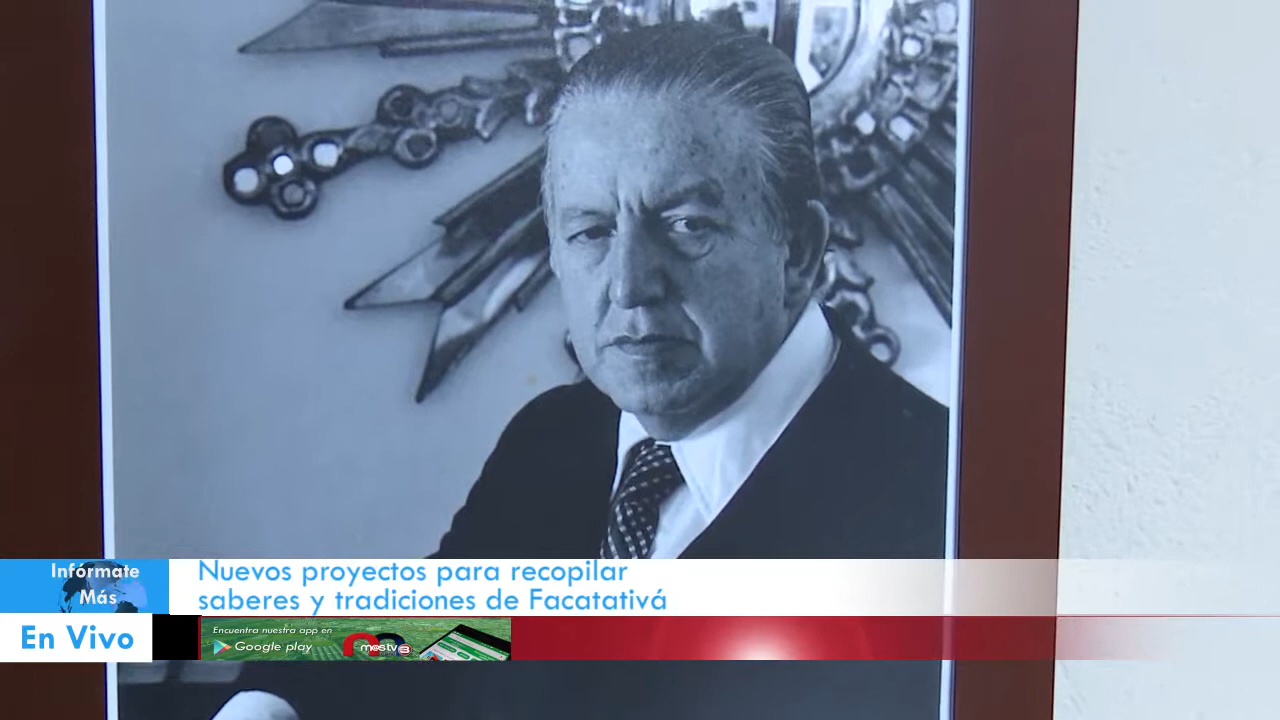 Infórmate
Más
Nuevos proyectos para recopilar
saberes y tradiciones de Facatativá
En Vivo
Encuentra nuestra app en
Google play
mastv